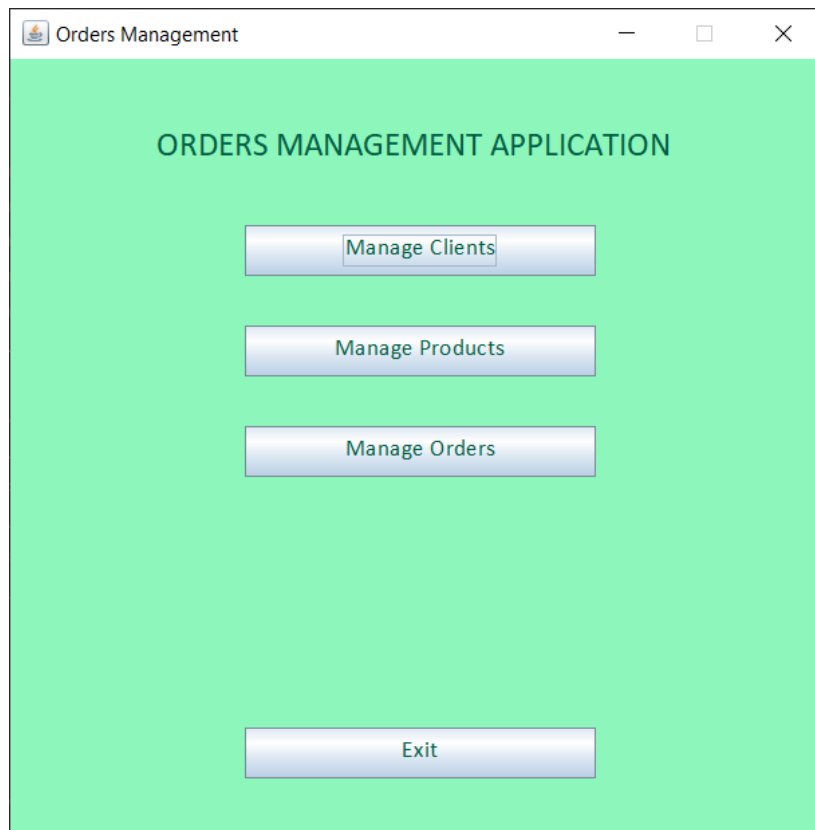 Orders Management
ORDERS MANAGEMENT APPLICATION
Manage Clients
Manage Products
Manage Orders
Exit